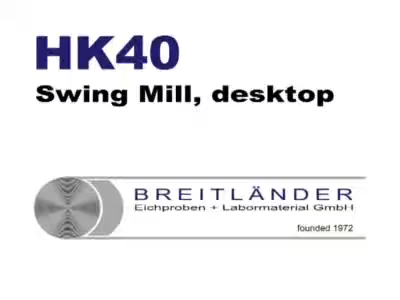 HK40
Swing Mill, desktop
BREITLÄNDER
Eichproben + Labormaterial GmbH
founded 1972